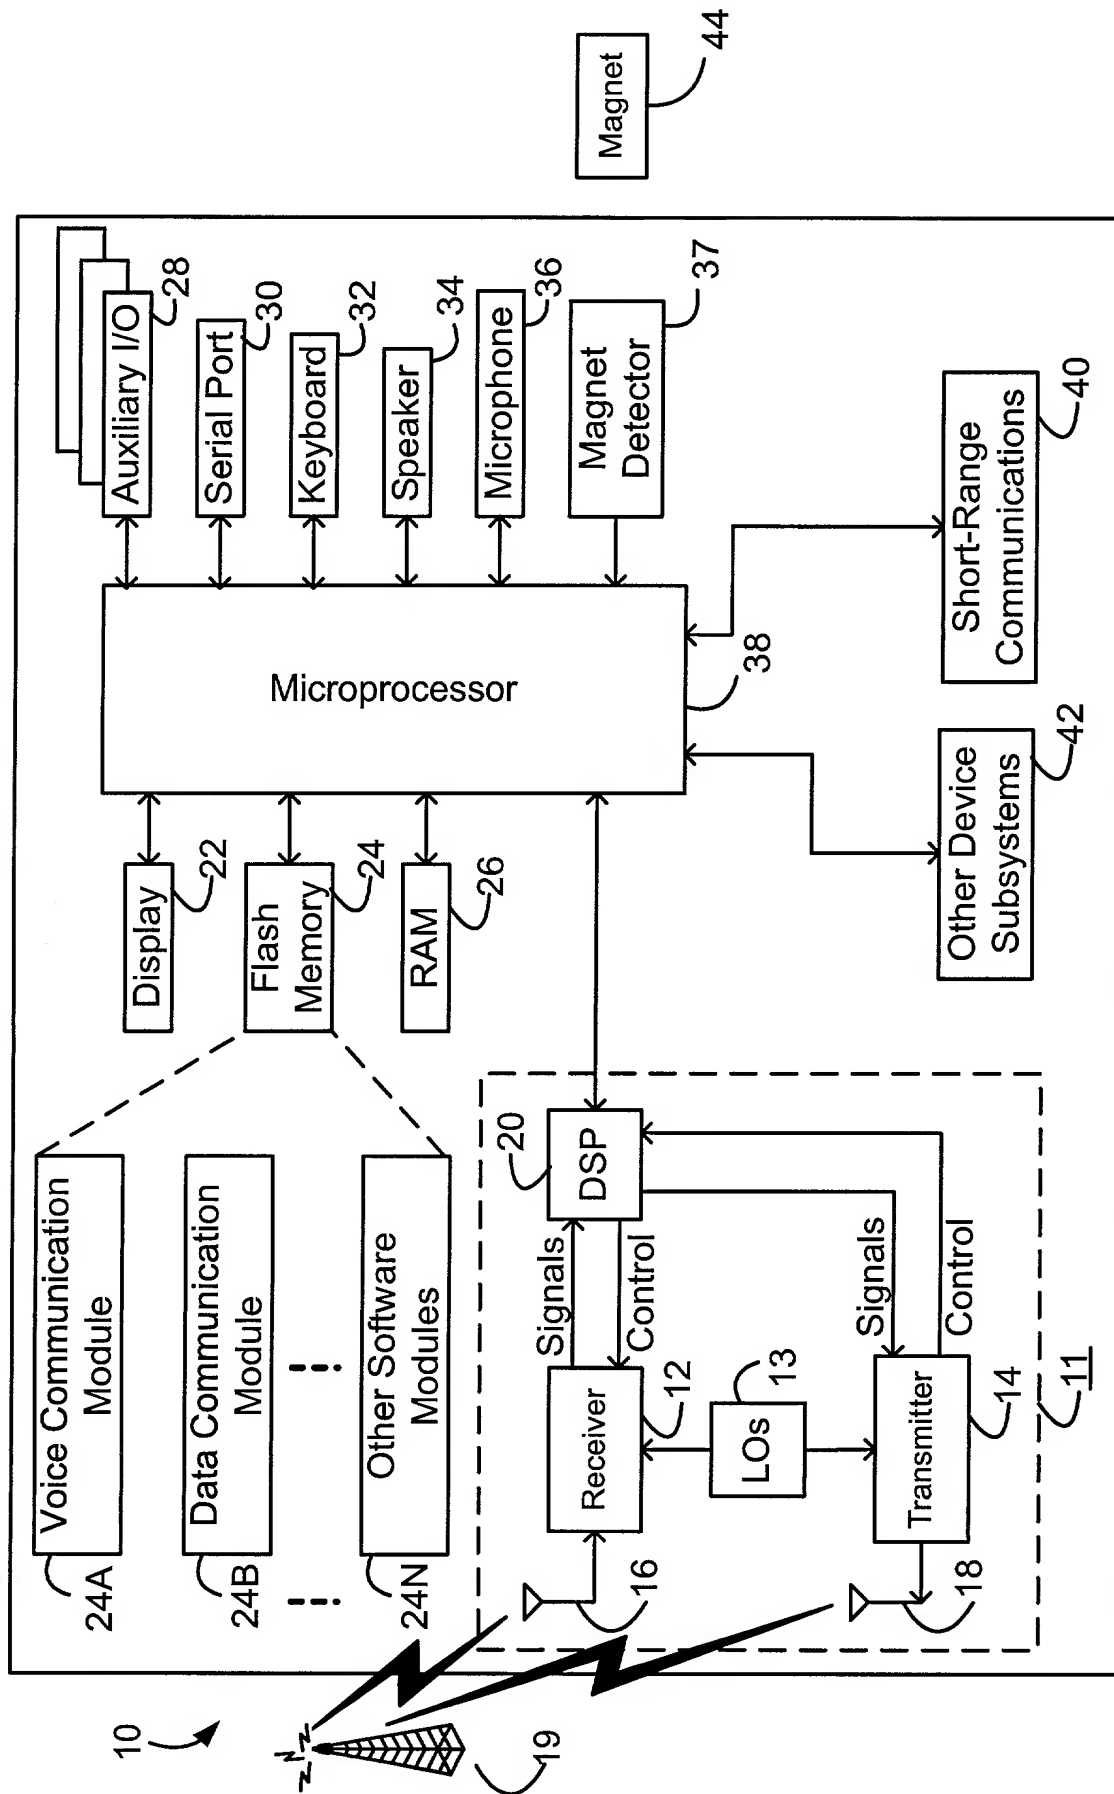 10
19
Voice Communication
Module
24A
Data Communication
Module
24B
Other Software
Modules
24N
Display
22
Flash
Memory
24
RAM
26
Microprocessor
38
Auxiliary I/O
28
Serial Port
30
Keyboard
32
Speaker
34
Microphone
36
Magnet
Detector
37
Magnet
44
16
Receiver
12
Signals
Control
DSP
20
LOs
13
18
Transmitter
14
Signals
Control
11
Other Device
Subsystems
42
Short-Range
Communications
40